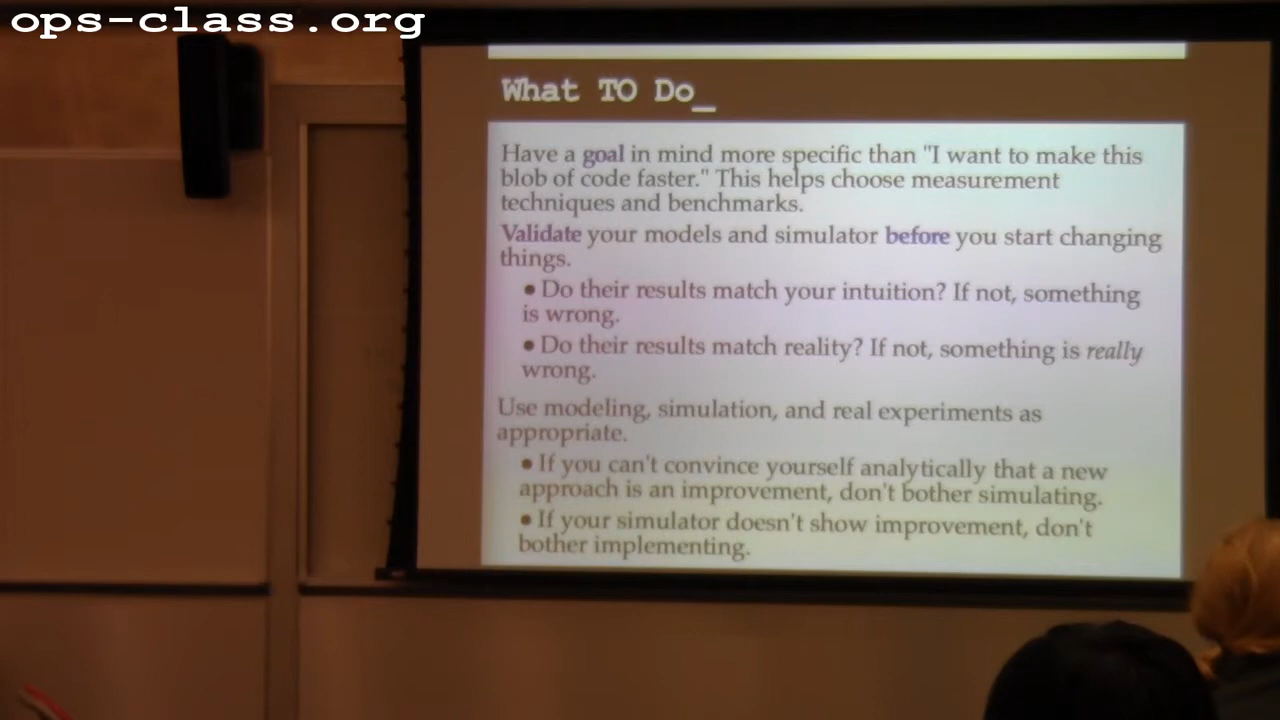 ops-class.org
What TO Do_
Have a goal in mind more specific than "I want to make this
blob of code faster." This helps choose measurement
techniques and benchmarks.
Validate your models and simulator before you start changing
things.
• Do their results match your intuition? If not, something
is wrong.
• Do their results match reality? If not, something is really
wrong.
Use modeling, simulation, and real experiments as
appropriate.
• If you can't convince yourself analytically that a new
approach is an improvement, don't bother simulating.
• If your simulator doesn't show improvement, don't
bother implementing.